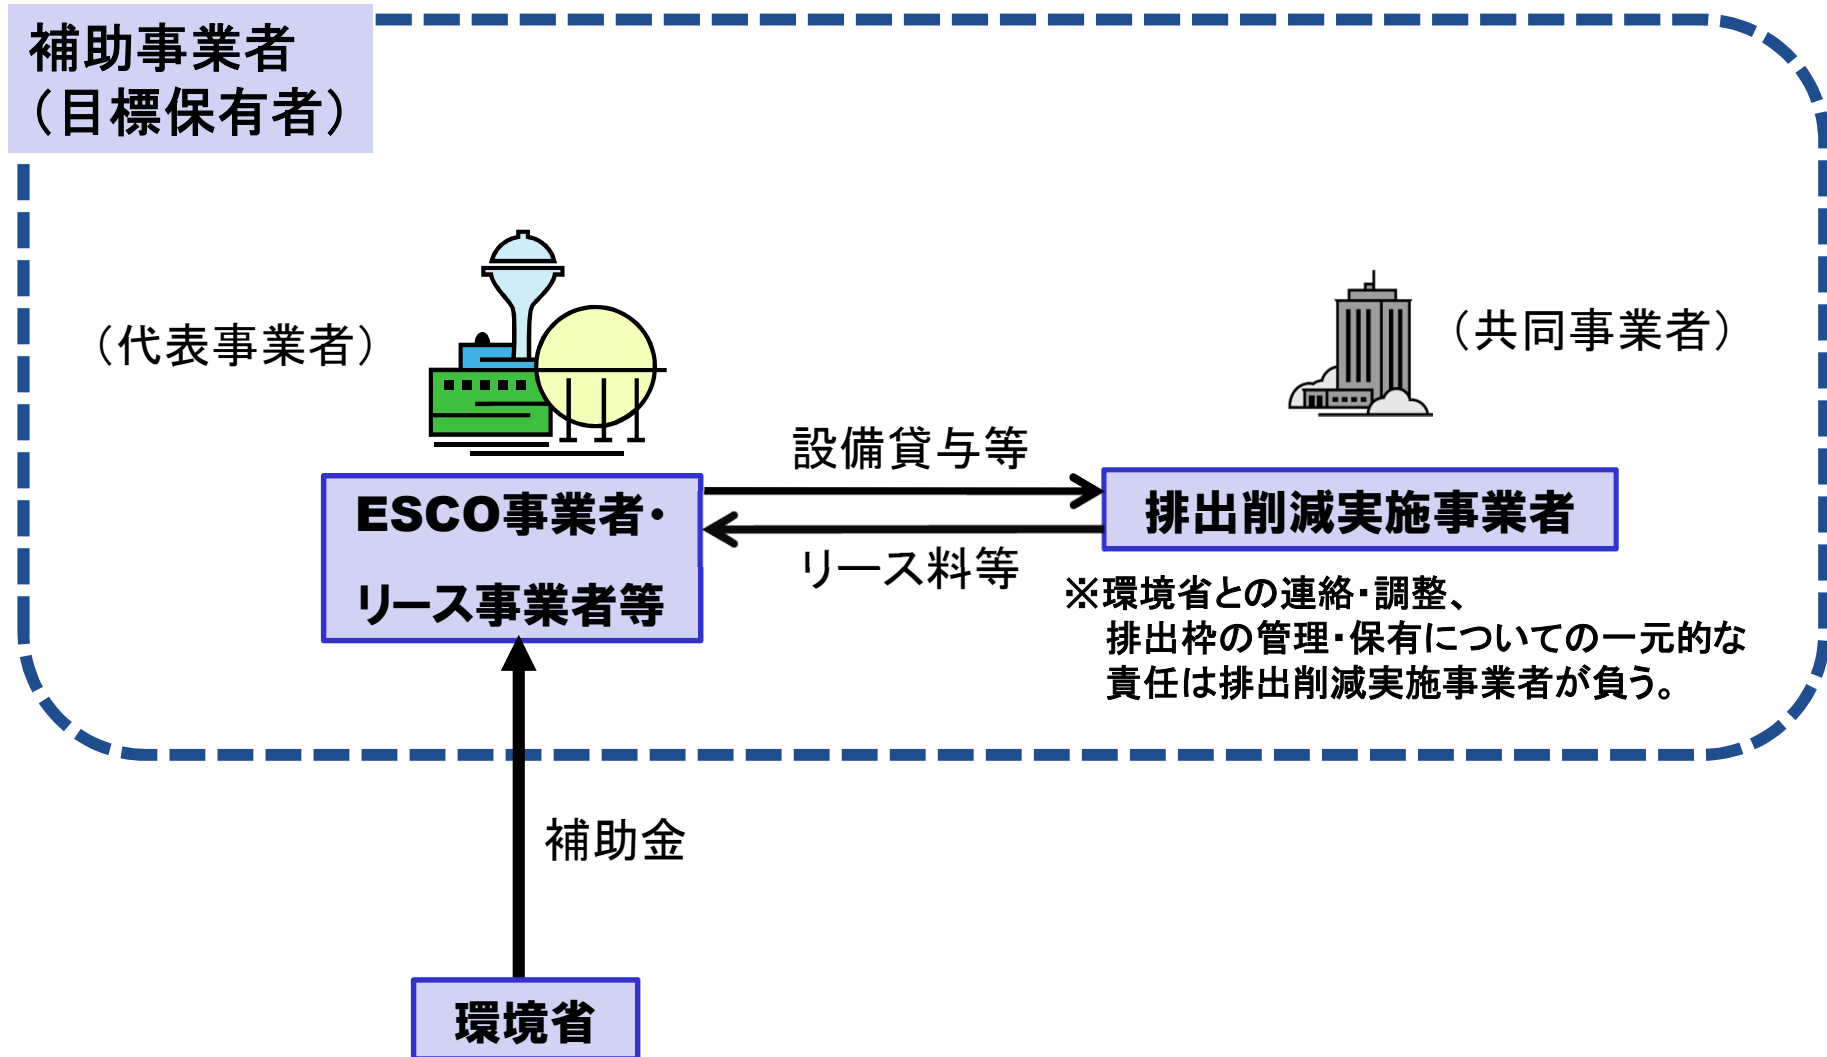 補助事業者
（目標保有者）
（代表事業者）
（共同事業者）
設備貸与等
ESCO事業者・
リース事業者等
排出削減実施事業者
リース料等
※環境省との連絡・調整、
排出枠の管理・保有についての一元的な
責任は排出削減実施事業者が負う。
補助金
環境省